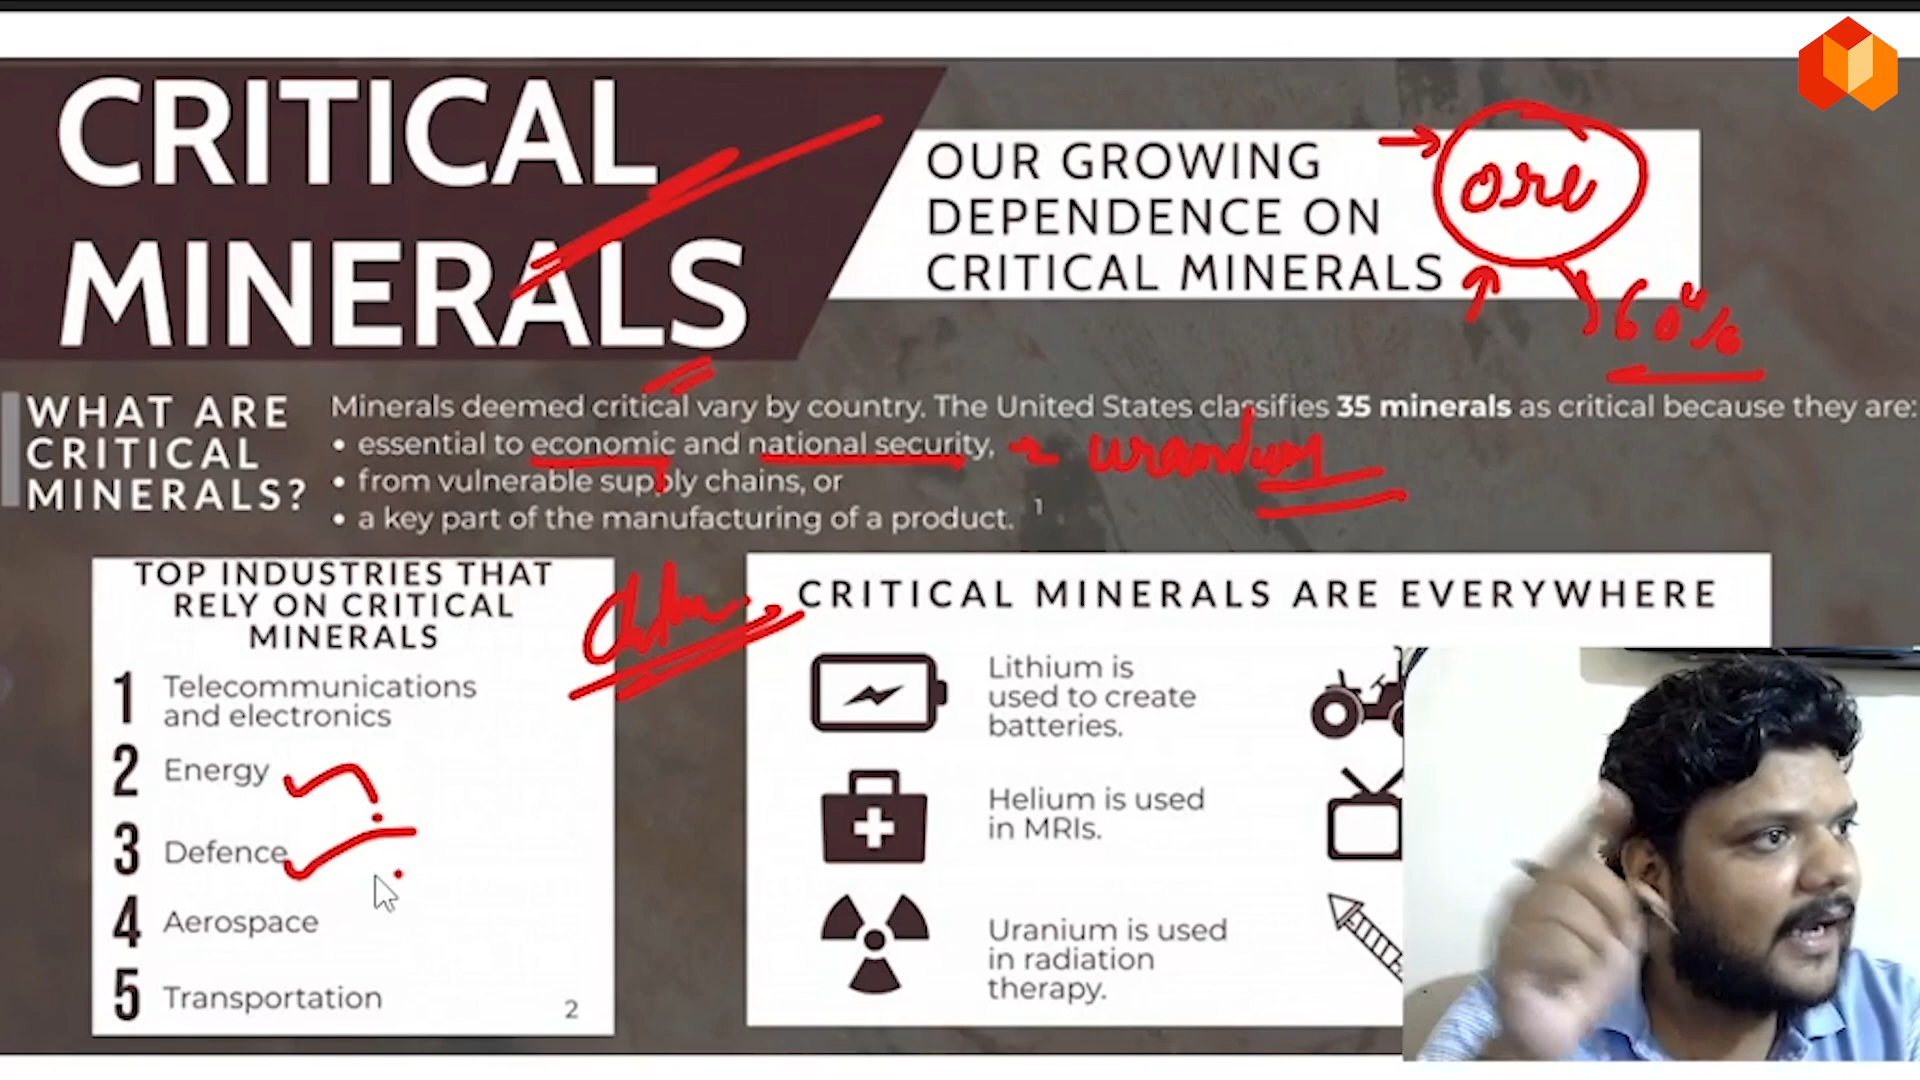 CRITICAL
MINERALS
OUR GROWING
DEPENDENCE ON
CRITICAL MINERALS
ore
60%
WHAT ARE
CRITICAL
MINERALS?
Minerals deemed critical vary by country. The United States classifies 35 minerals as critical because they are:
• essential to economic and national security,
uranium
• from vulnerable supply chains, or
• a key part of the manufacturing of a product. 1
TOP INDUSTRIES THAT
RELY ON CRITICAL
MINERALS
1 Telecommunications
and electronics
2 Energy
3 Defence
4 Aerospace
5 Transportation
2
CRITICAL MINERALS ARE EVERYWHERE
Lithium is
used to create
batteries.
Helium is used
in MRIs.
Uranium is used
in radiation
therapy.